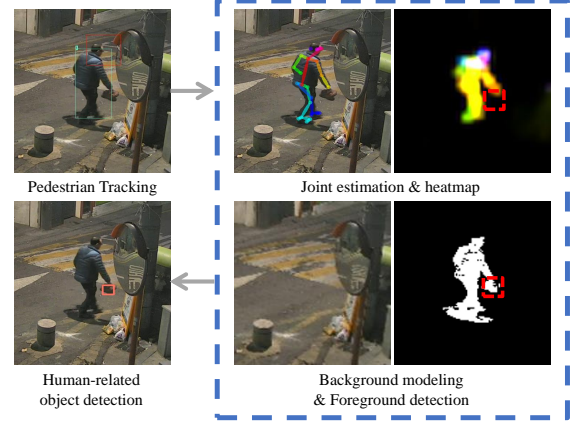 Pedestrian Tracking
Joint estimation & heatmap
Human-related
object detection
Background modeling
& Foreground detection